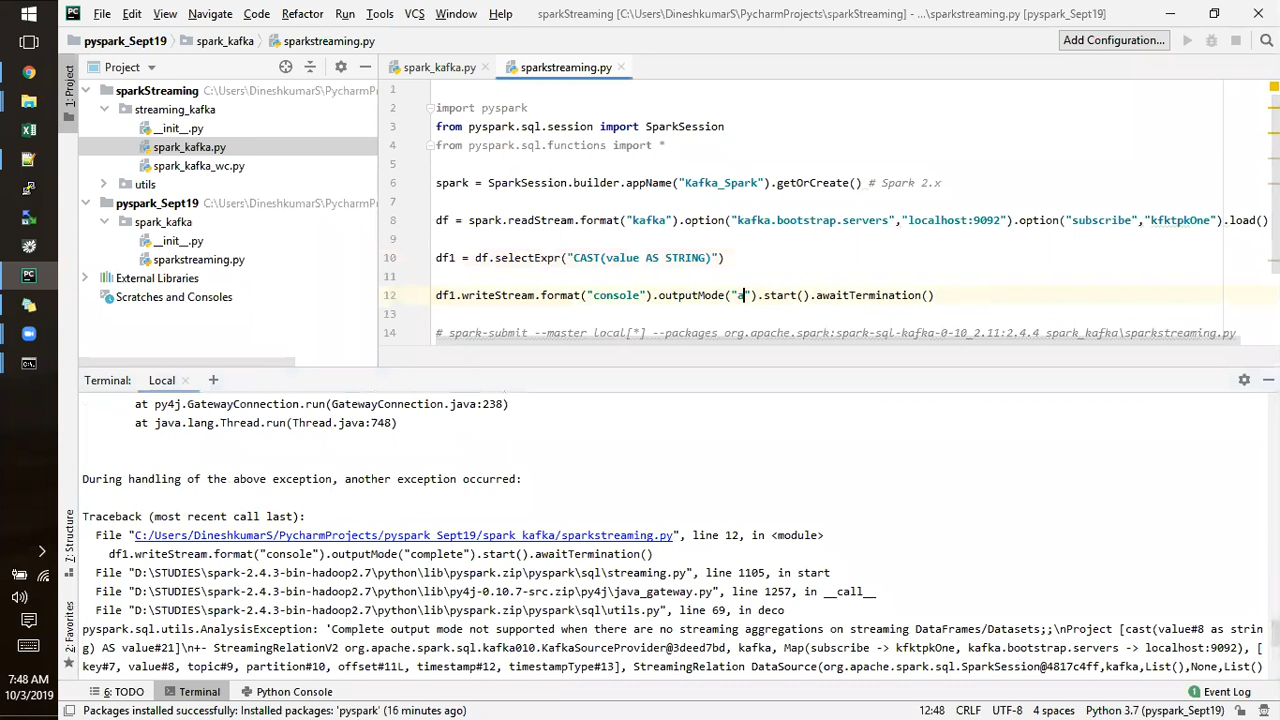 File Edit View Navigate Code Refactor Run Tools VCS Window Help sparkStreaming [C:\Users\DineshkumarS\PycharmProjects\sparkStreaming] - ...\sparkstreaming.py [pyspark_Sept19]
pyspark_Sept19 spark_kafka sparkstreaming.py Add Configuration...
1: Project
Project
spark_kafka.py sparkstreaming.py
sparkStreaming C:\Users\DineshkumarS\PycharmProjects\sparkStreaming
streaming_kafka
__init__.py
spark_kafka.py
spark_kafka_wc.py
utils
pyspark_Sept19 C:\Users\DineshkumarS\PycharmProjects\
spark_kafka
__init__.py
sparkstreaming.py
External Libraries
Scratches and Consoles
1
2 import pyspark
3 from pyspark.sql.session import SparkSession
4 from pyspark.sql.functions import *
5
6 spark = SparkSession.builder.appName("Kafka_Spark").getOrCreate() # Spark 2.x
7
8 df = spark.readStream.format("kafka").option("kafka.bootstrap.servers","localhost:9092").option("subscribe","kfktpkOne").load()
9
10 df1 = df.selectExpr("CAST(value AS STRING)")
11
12 df1.writeStream.format("console").outputMode("a").start().awaitTermination()
13
14 # spark-submit --master local[*] --packages org.apache.spark:spark-sql-kafka-0-10_2.11:2.4.4 spark_kafka\sparkstreaming.py
Terminal: Local
at py4j.GatewayConnection.run(GatewayConnection.java:238)
at java.lang.Thread.run(Thread.java:748)
During handling of the above exception, another exception occurred:
Traceback (most recent call last):
File "C:/Users/DineshkumarS/PycharmProjects/pyspark_Sept19/spark_kafka/sparkstreaming.py", line 12, in <module>
df1.writeStream.format("console").outputMode("complete").start().awaitTermination()
File "D:\STUDIES\spark-2.4.3-bin-hadoop2.7\python\lib\pyspark.zip\pyspark\sql\streaming.py", line 1105, in start
File "D:\STUDIES\spark-2.4.3-bin-hadoop2.7\python\lib\py4j-0.10.7-src.zip\py4j\java_gateway.py", line 1257, in __call__
File "D:\STUDIES\spark-2.4.3-bin-hadoop2.7\python\lib\pyspark.zip\pyspark\sql\utils.py", line 69, in deco
pyspark.sql.utils.AnalysisException: 'Complete output mode not supported when there are no streaming aggregations on streaming DataFrames/Datasets;;\nProject [cast(value#8 as strin
g) AS value#21]\n+- StreamingRelationV2 org.apache.spark.sql.kafka010.KafkaSourceProvider@3deed7bd, kafka, Map(subscribe -> kfktpkOne, kafka.bootstrap.servers -> localhost:9092), [
key#7, value#8, topic#9, partition#10, offset#11L, timestamp#12, timestampType#13], StreamingRelation DataSource(org.apache.spark.sql.SparkSession@4817c4ff,kafka,List(),None,List()
7: Structure
2: Favorites
6: TODO Terminal Python Console Event Log
Packages installed successfully: Installed packages: 'pyspark' (16 minutes ago) 12:48 CRLF UTF-8 4 spaces Python 3.7 (pyspark_Sept19)
7:48 AM
10/3/2019